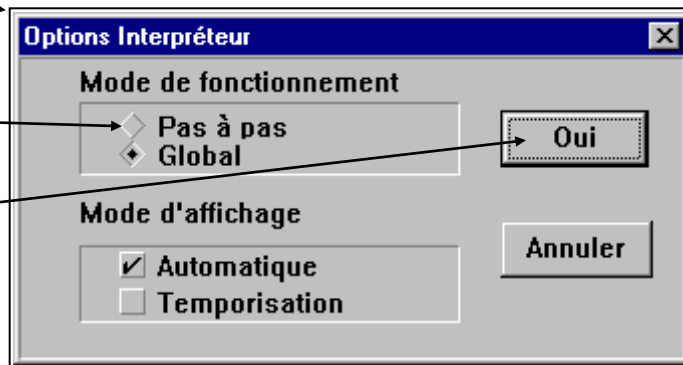 Options Interpréteur
Mode de fonctionnement
Pas à pas
Global
Oui
Mode d'affichage
Automatique
Temporisation
Annuler